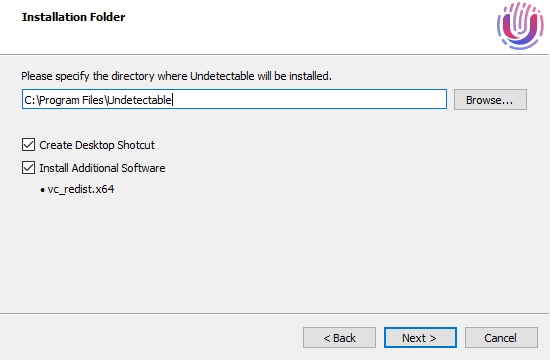 Installation Folder
Please specify the directory where Undetectable will be installed.
C:\Program Files\Undetectable
Browse...
Create Desktop Shotcut
Install Additional Software
• vc_redist.x64
< Back
Next >
Cancel